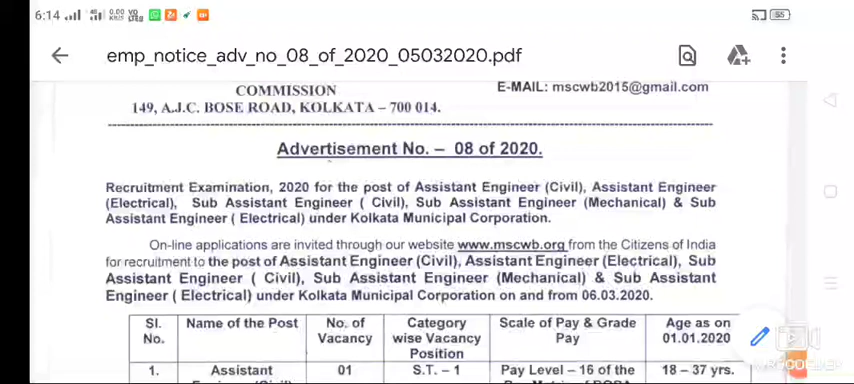 6:14
emp_notice_adv_no_08_of_2020_05032020.pdf
COMMISSION
E-MAIL: mscwb2015@gmail.com
149, A.J.C. BOSE ROAD, KOLKATA – 700 014.
Advertisement No. – 08 of 2020.
Recruitment Examination, 2020 for the post of Assistant Engineer (Civil), Assistant Engineer
(Electrical), Sub Assistant Engineer ( Civil), Sub Assistant Engineer (Mechanical) & Sub
Assistant Engineer ( Electrical) under Kolkata Municipal Corporation.
On-line applications are invited through our website www.mscwb.org from the Citizens of India
for recruitment to the post of Assistant Engineer (Civil), Assistant Engineer (Electrical), Sub
Assistant Engineer ( Civil), Sub Assistant Engineer (Mechanical) & Sub Assistant
Engineer ( Electrical) under Kolkata Municipal Corporation on and from 06.03.2020.
Sl. No.
Name of the Post
No. of Vacancy
Category wise Vacancy Position
Scale of Pay & Grade Pay
Age as on 01.01.2020
1.
Assistant
01
S.T. – 1
Pay Level – 16 of the
18 – 37 yrs.